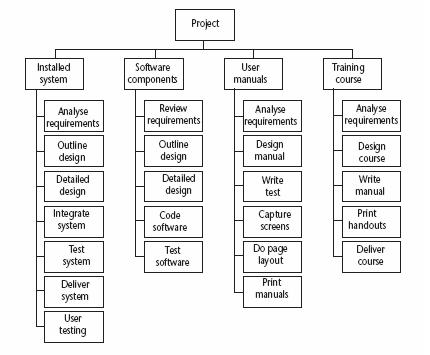 Project
Installed
system
Software
components
User
manuals
Training
course
Analyse
requirements
Outline
design
Detailed
design
Integrate
system
Test
system
Deliver
system
User
testing
Review
requirements
Outline
design
Detailed
design
Code
software
Test
software
Analyse
requirements
Design
manual
Write
test
Capture
screens
Do page
layout
Print
manuals
Analyse
requirements
Design
course
Write
manual
Print
handouts
Deliver
course